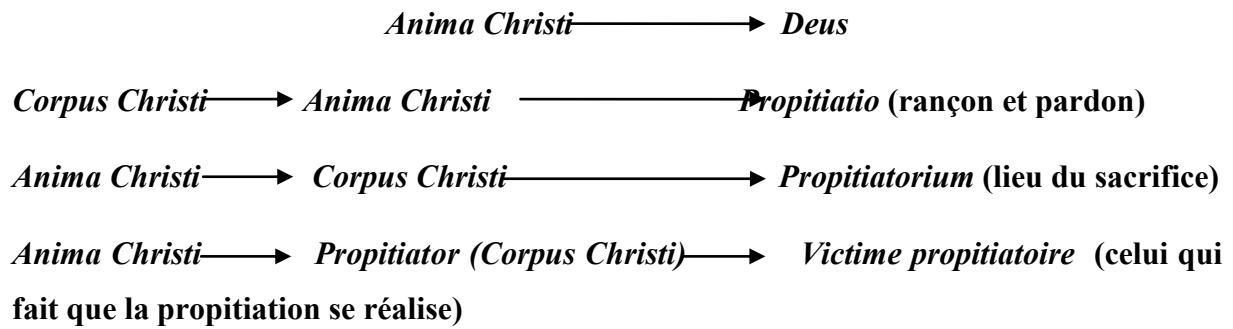 Anima Christi → Deus
Corpus Christi → Anima Christi → Propitiatio (rançon et pardon)
Anima Christi → Corpus Christi → Propitiatorium (lieu du sacrifice)
Anima Christi → Propitiator (Corpus Christi) → Victime propitiatoire (celui qui
fait que la propitiation se réalise)